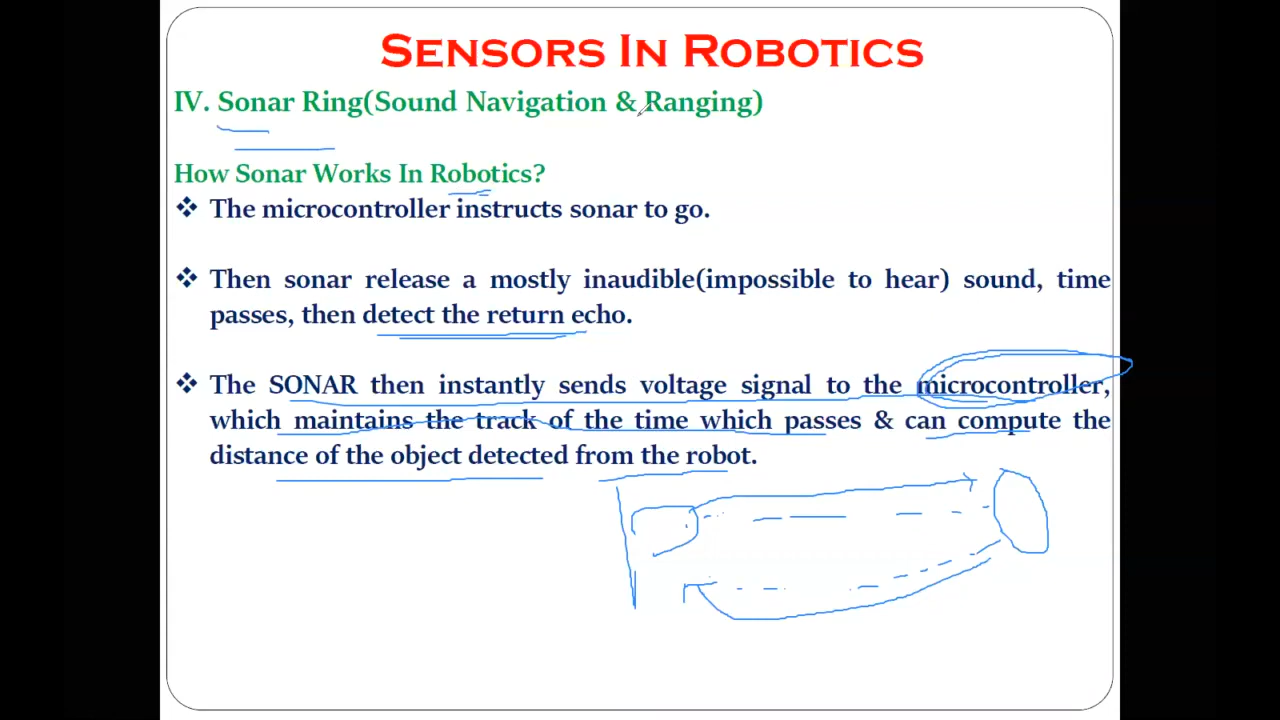 SENSORS IN ROBOTICS
IV. Sonar Ring(Sound Navigation & Ranging)
How Sonar Works In Robotics?
❖ The microcontroller instructs sonar to go.
❖ Then sonar release a mostly inaudible(impossible to hear) sound, time
passes, then detect the return echo.
❖ The SONAR then instantly sends voltage signal to the microcontroller,
which maintains the track of the time which passes & can compute the
distance of the object detected from the robot.